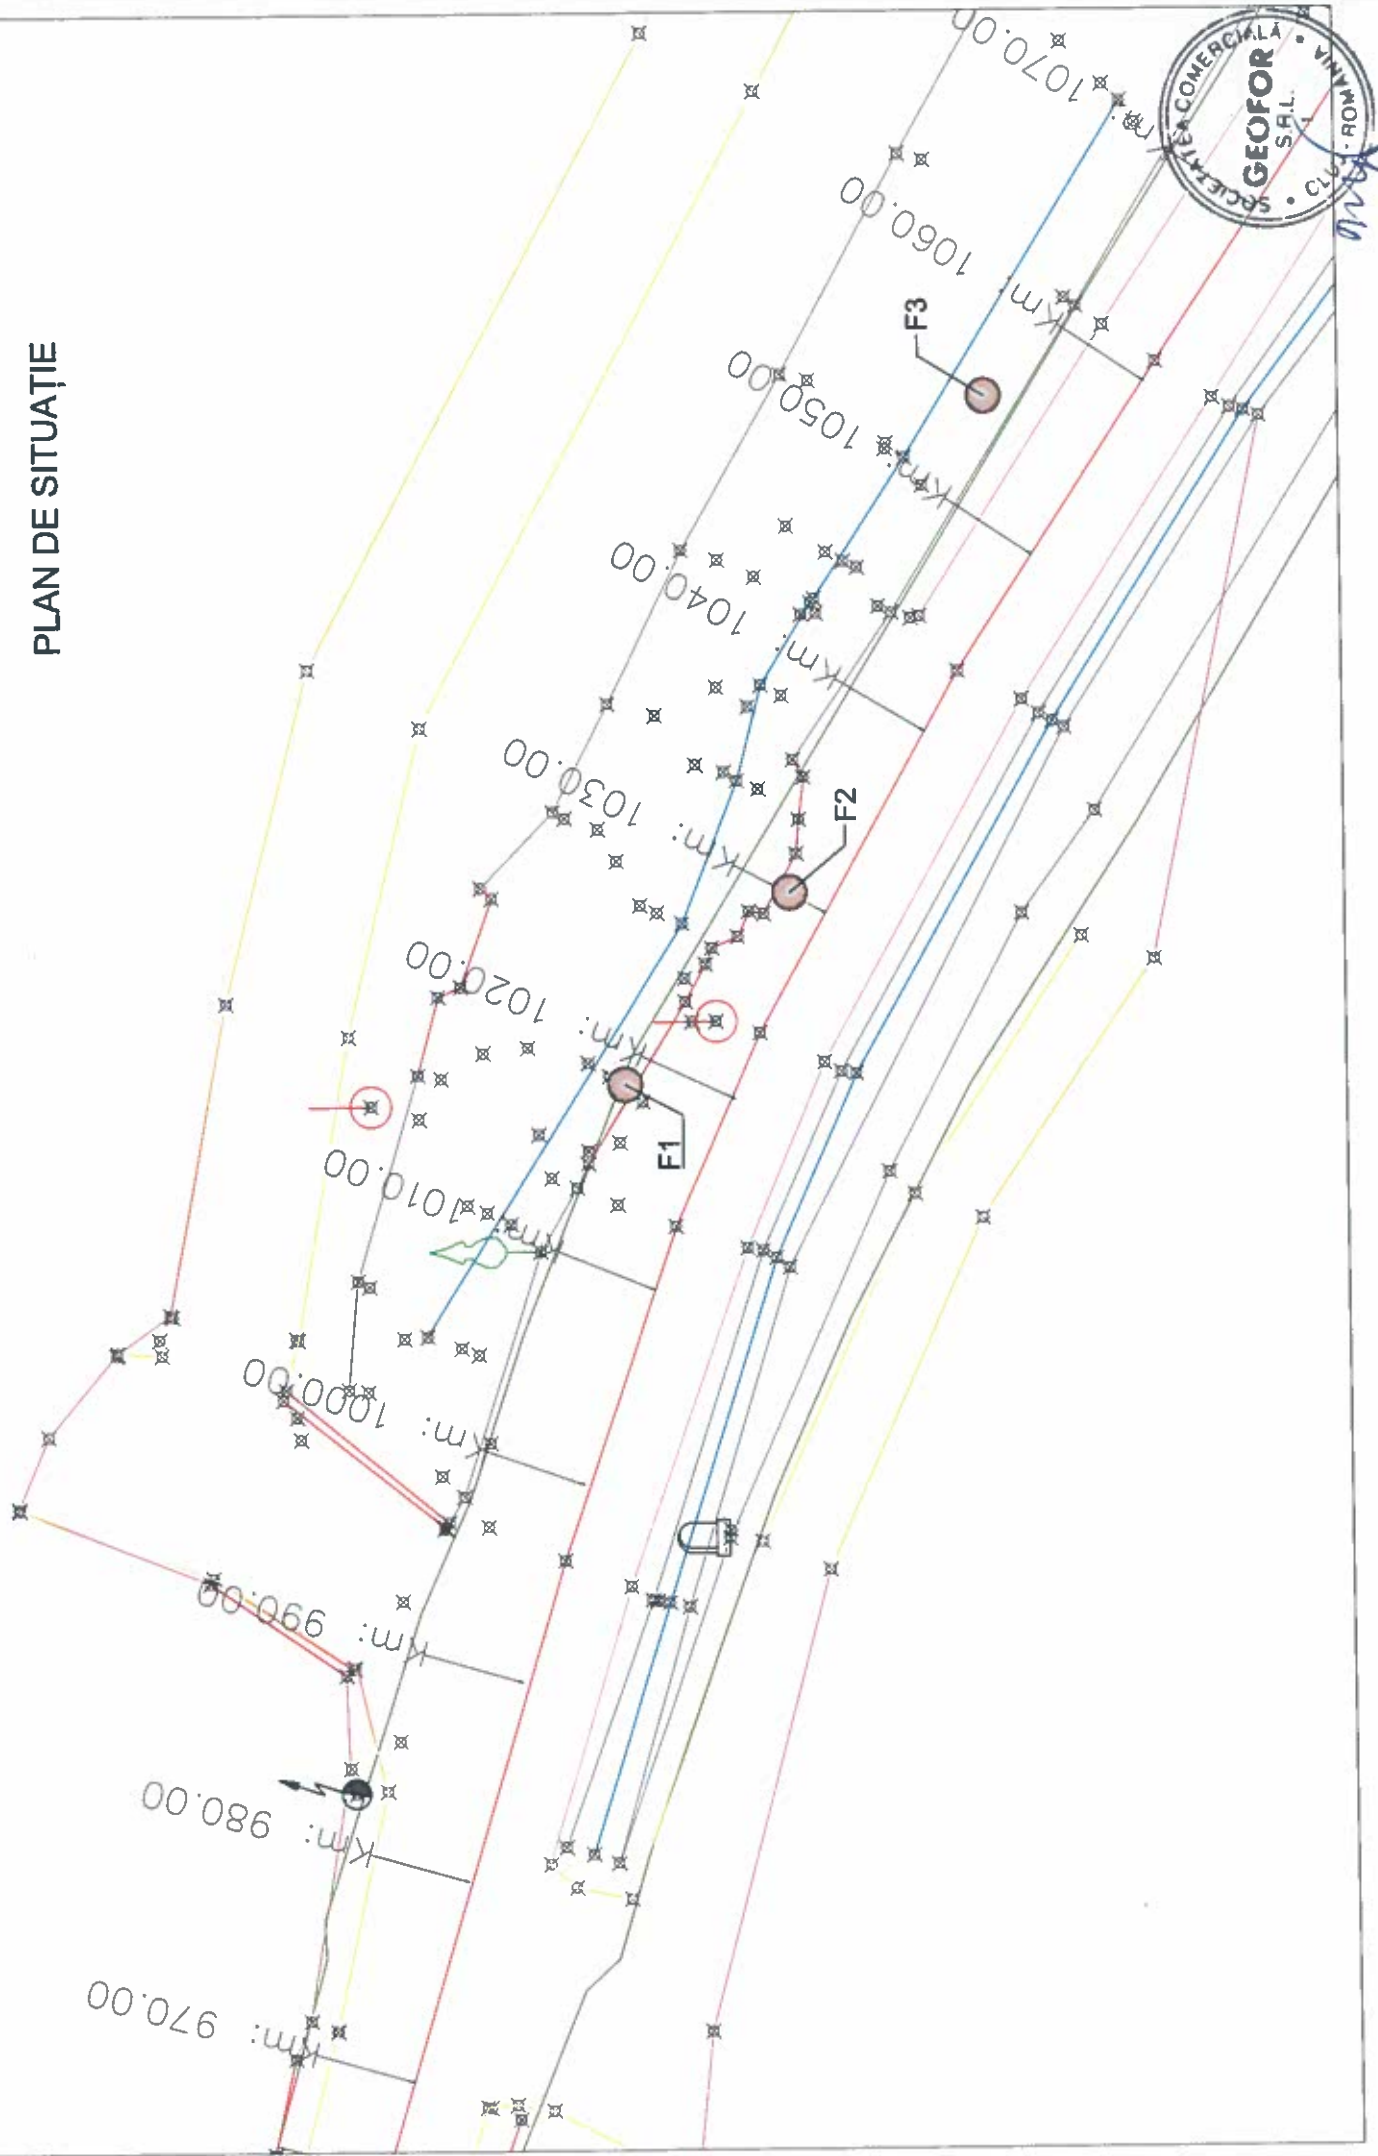 PLAN DE SITUAȚIE
Km: 970.00
Km: 980.00
Km: 990.00
Km: 1000.00
Km: 1010.00
Km: 1020.00
Km: 1030.00
Km: 1040.00
Km: 1050.00
Km: 1060.00
Km: 1070.00
F1
F2
F3
SOCIETATEA COMERCIALĂ
GEOFOR
S.R.L.
1
CLUJ - ROMANIA